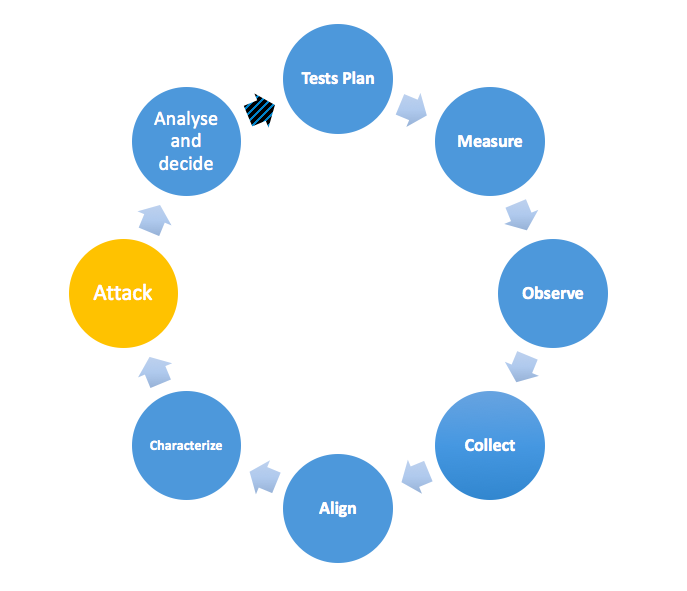 Tests Plan
Measure
Observe
Collect
Align
Characterize
Attack
Analyse
and
decide